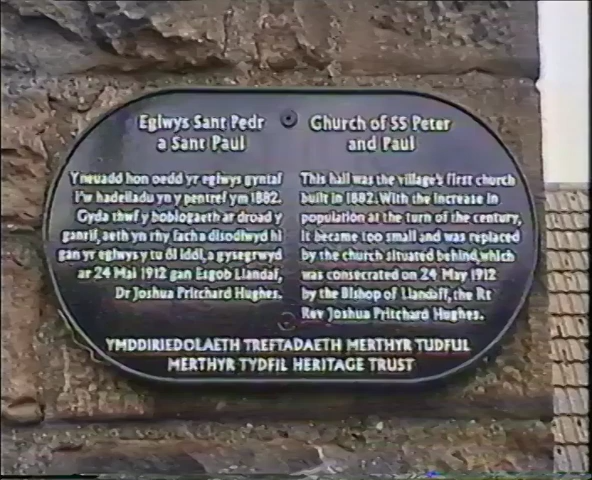 Eglwys Sant Pedr
a Sant Paul
Yneuadd hon oedd yr eglwys gyntaf
i'w hadeiladu yn y pentref ym 1882.
Gyda thwf y boblogaeth ar droad y
ganrif, aeth yn rhy fach a disodlwyd hi
gan yr eglwys y tu ôl iddi, a gysegrwyd
ar 24 Mai 1912 gan Esgob Llandaf,
Dr Joshua Pritchard Hughes.
Church of SS Peter
and Paul
This hall was the village's first church
built in 1882. With the increase in
population at the turn of the century,
it became too small and was replaced
by the church situated behind, which
was consecrated on 24 May 1912
by the Bishop of Llandaff, the Rt
Rev Joshua Pritchard Hughes.
YMDDIRIEDOLAETH TREFTADAETH MERTHYR TUDFUL
MERTHYR TYDFIL HERITAGE TRUST